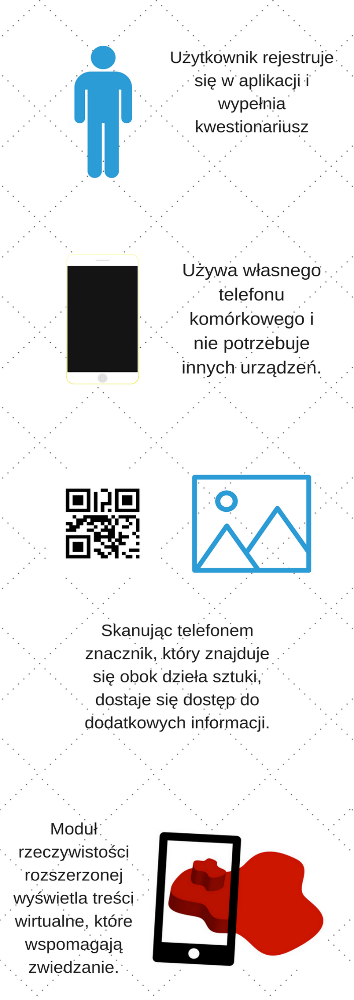 Użytkownik rejestruje
się w aplikacji i
wypełnia
kwestionariusz
Używa własnego
telefonu
komórkowego i
nie potrzebuje
innych urządzeń.
Skanując telefonem
znacznik, który znajduje
się obok dzieła sztuki,
dostaje się dostęp do
dodatkowych informacji.
Moduł
rzeczywistości
rozszerzonej
wyświetla treści
wirtualne, które
wspomagają
zwiedzanie.